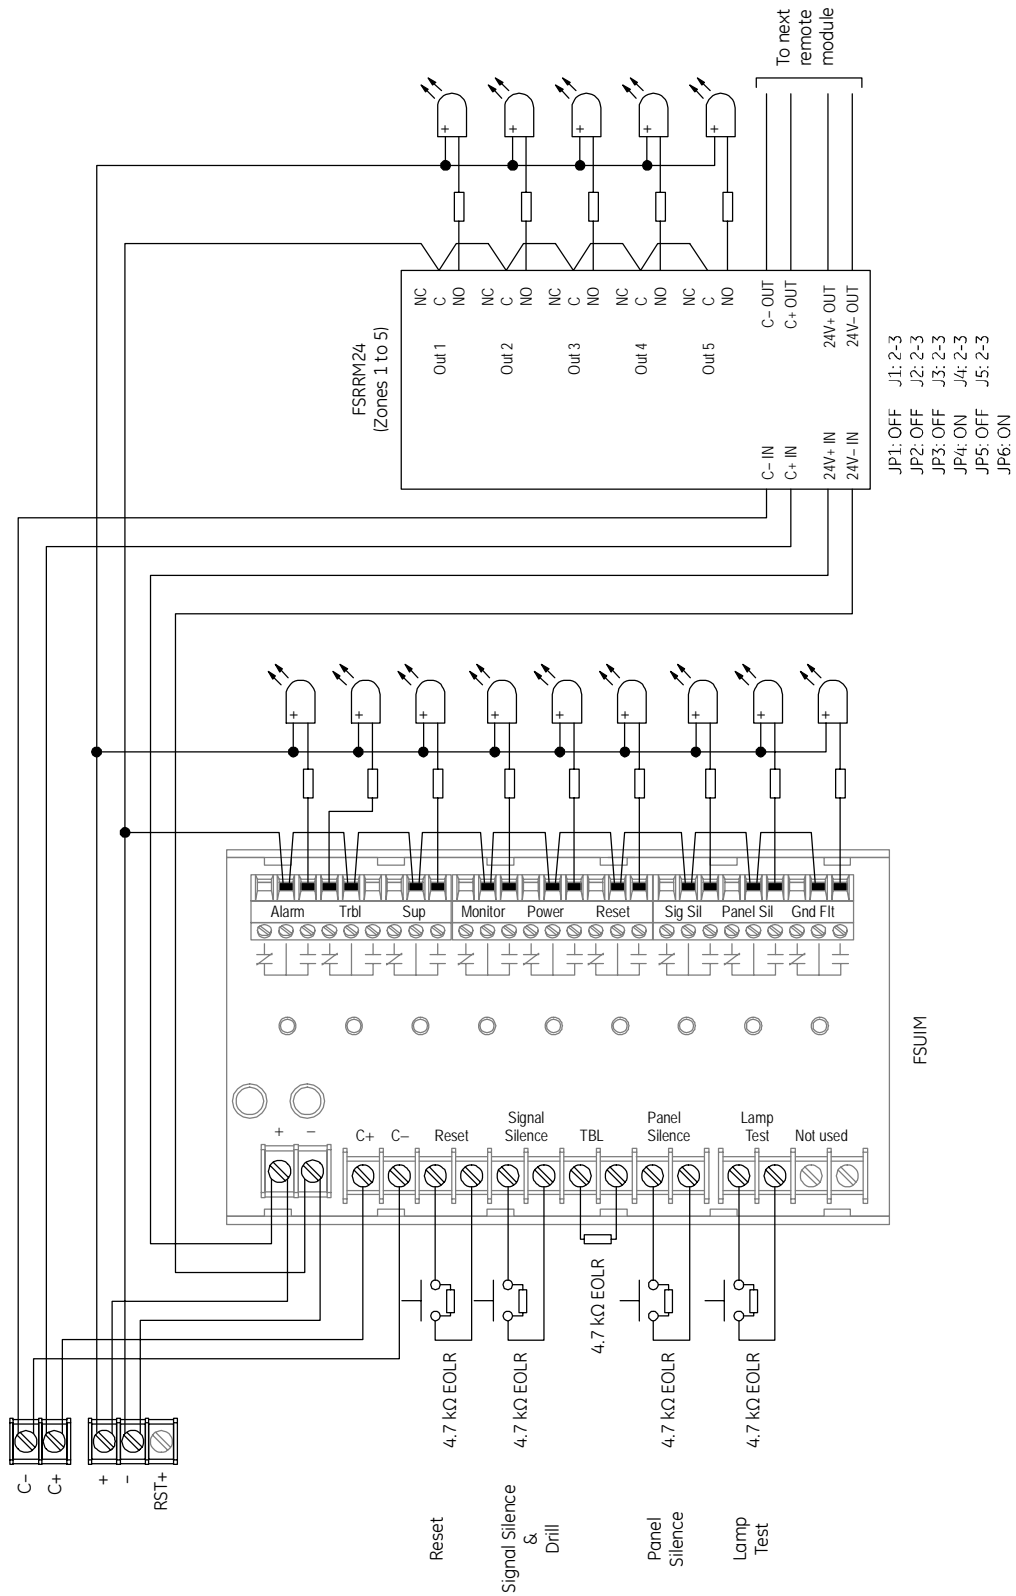 To next
remote
module
+
+
+
+
+
FSRRM24
(Zones 1 to 5)
NC
C
NO
NC
C
NO
NC
C
NO
NC
C
NO
NC
C
NO
Out 1
Out 2
Out 3
Out 4
Out 5
C– OUT
C+ OUT
24V+ OUT
24V– OUT
C– IN
C+ IN
24V+ IN
24V– IN
JP1: OFF J1: 2-3
JP2: OFF J2: 2-3
JP3: OFF J3: 2-3
JP4: ON J4: 2-3
JP5: OFF J5: 2-3
JP6: ON
+
+
+
+
+
+
+
+
+
Alarm Trbl Sup Monitor Power Reset Sig Sil Panel Sil Gnd Flt
FSUIM
+ –
C+ C– Reset
Signal
Silence
TBL
Panel
Silence
Lamp
Test
Not used
4.7 kΩ EOLR
4.7 kΩ EOLR
4.7 kΩ EOLR
4.7 kΩ EOLR
4.7 kΩ EOLR
C–
C+
+
–
RST+
Reset
Signal Silence
&
Drill
Panel
Silence
Lamp
Test